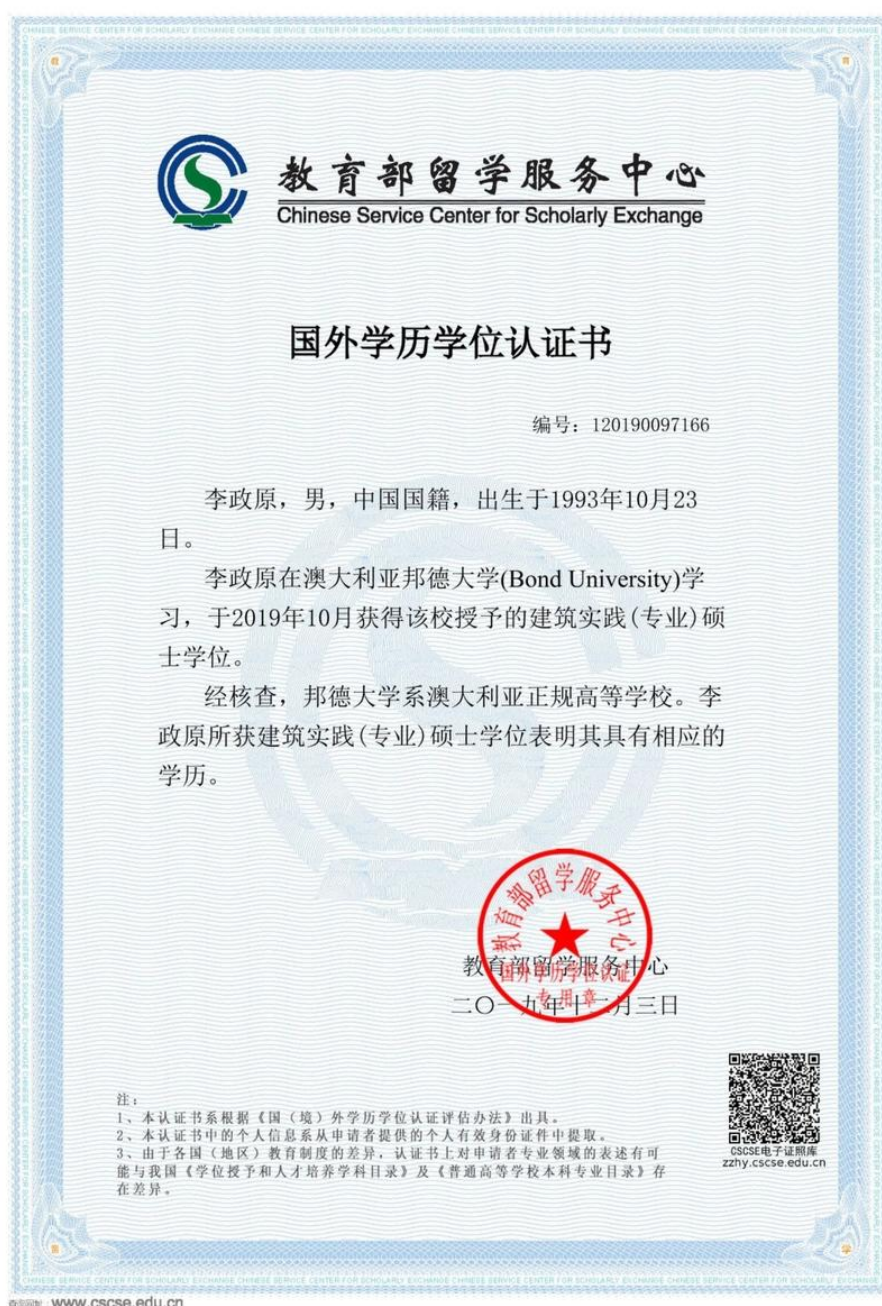 教育部留学服务中心
Chinese Service Center for Scholarly Exchange
国外学历学位认证书
编号：120190097166
李政原，男，中国国籍，出生于1993年10月23
日。
李政原在澳大利亚邦德大学(Bond University)学
习，于2019年10月获得该校授予的建筑实践(专业)硕
士学位。
经核查，邦德大学系澳大利亚正规高等学校。李
政原所获建筑实践(专业)硕士学位表明其具有相应的
学历。
教育部留学服务中心
国外学历学位认证
专用章
教育部留学服务中心
二〇一九年十二月三日
注：
1、本认证书系根据《国（境）外学历学位认证评估办法》出具。
2、本认证书中的个人信息系从申请者提供的个人有效身份证件中提取。
3、由于各国（地区）教育制度的差异，认证书上对申请者专业领域的表述有可
能与我国《学位授予和人才培养学科目录》及《普通高等学校本科专业目录》存
在差异。
CSCSE电子证照库
zzhy.cscse.edu.cn
www.cscse.edu.cn